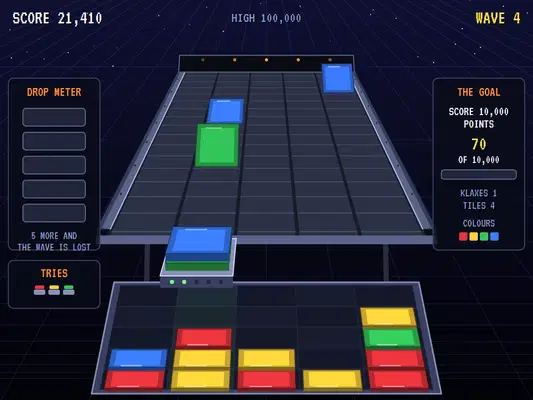 SCORE 21,410
HIGH 100,000
WAVE 4
DROP METER
5 MORE AND
THE WAVE IS LOST
TRIES
THE GOAL
SCORE 10,000
POINTS
70
OF 10,000
KLAXES 1
TILES 4
COLOURS